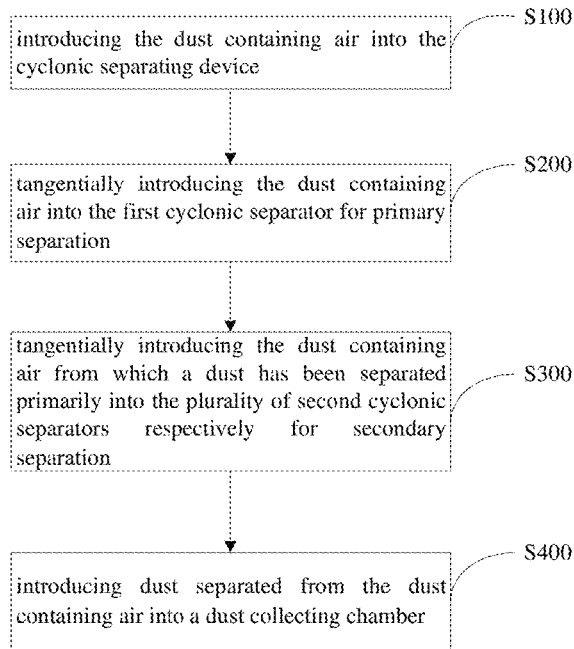 introducing the dust containing air into the
cyclonic separating device
S100
tangentially introducing the dust containing
air into the first cyclonic separator for primary
separation
S200
tangentially introducing the dust containing
air from which a dust has been separated
primarily into the plurality of second cyclonic
separators respectively for secondary
separation
S300
introducing dust separated from the dust
containing air into a dust collecting chamber
S400